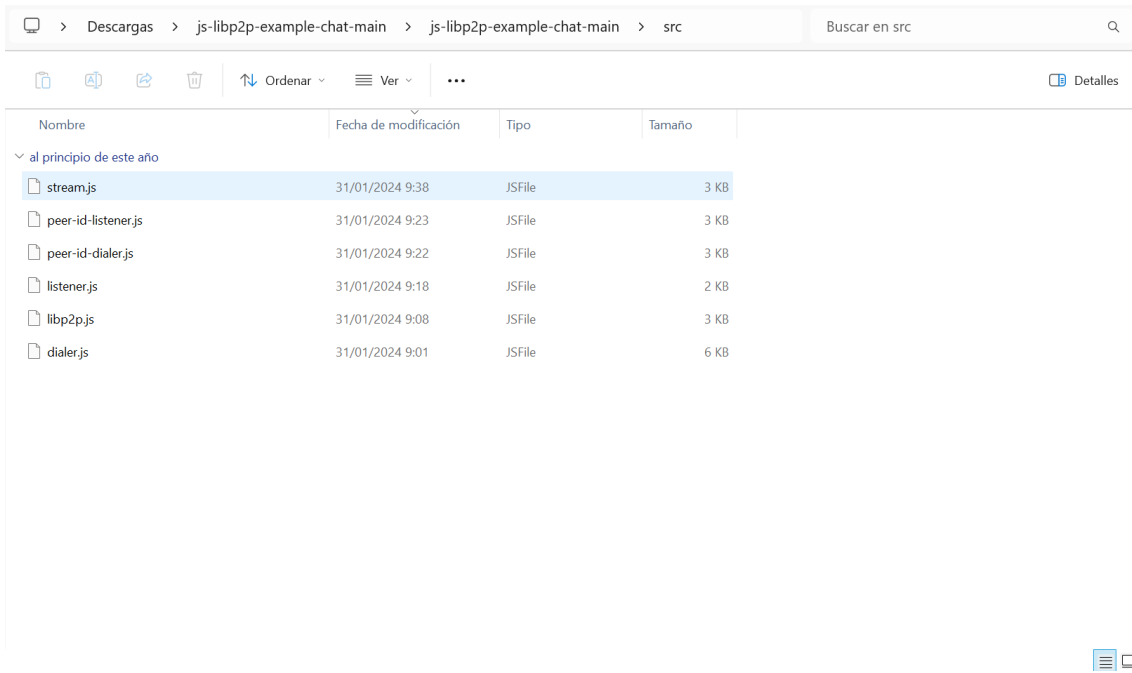 Descargas > js-libp2p-example-chat-main > js-libp2p-example-chat-main > src Buscar en src
Ordenar Ver ••• Detalles
Nombre Fecha de modificación Tipo Tamaño
al principio de este año
stream.js 31/01/2024 9:38 JSFile 3 KB
peer-id-listener.js 31/01/2024 9:23 JSFile 3 KB
peer-id-dialer.js 31/01/2024 9:22 JSFile 3 KB
listener.js 31/01/2024 9:18 JSFile 2 KB
libp2p.js 31/01/2024 9:08 JSFile 3 KB
dialer.js 31/01/2024 9:01 JSFile 6 KB